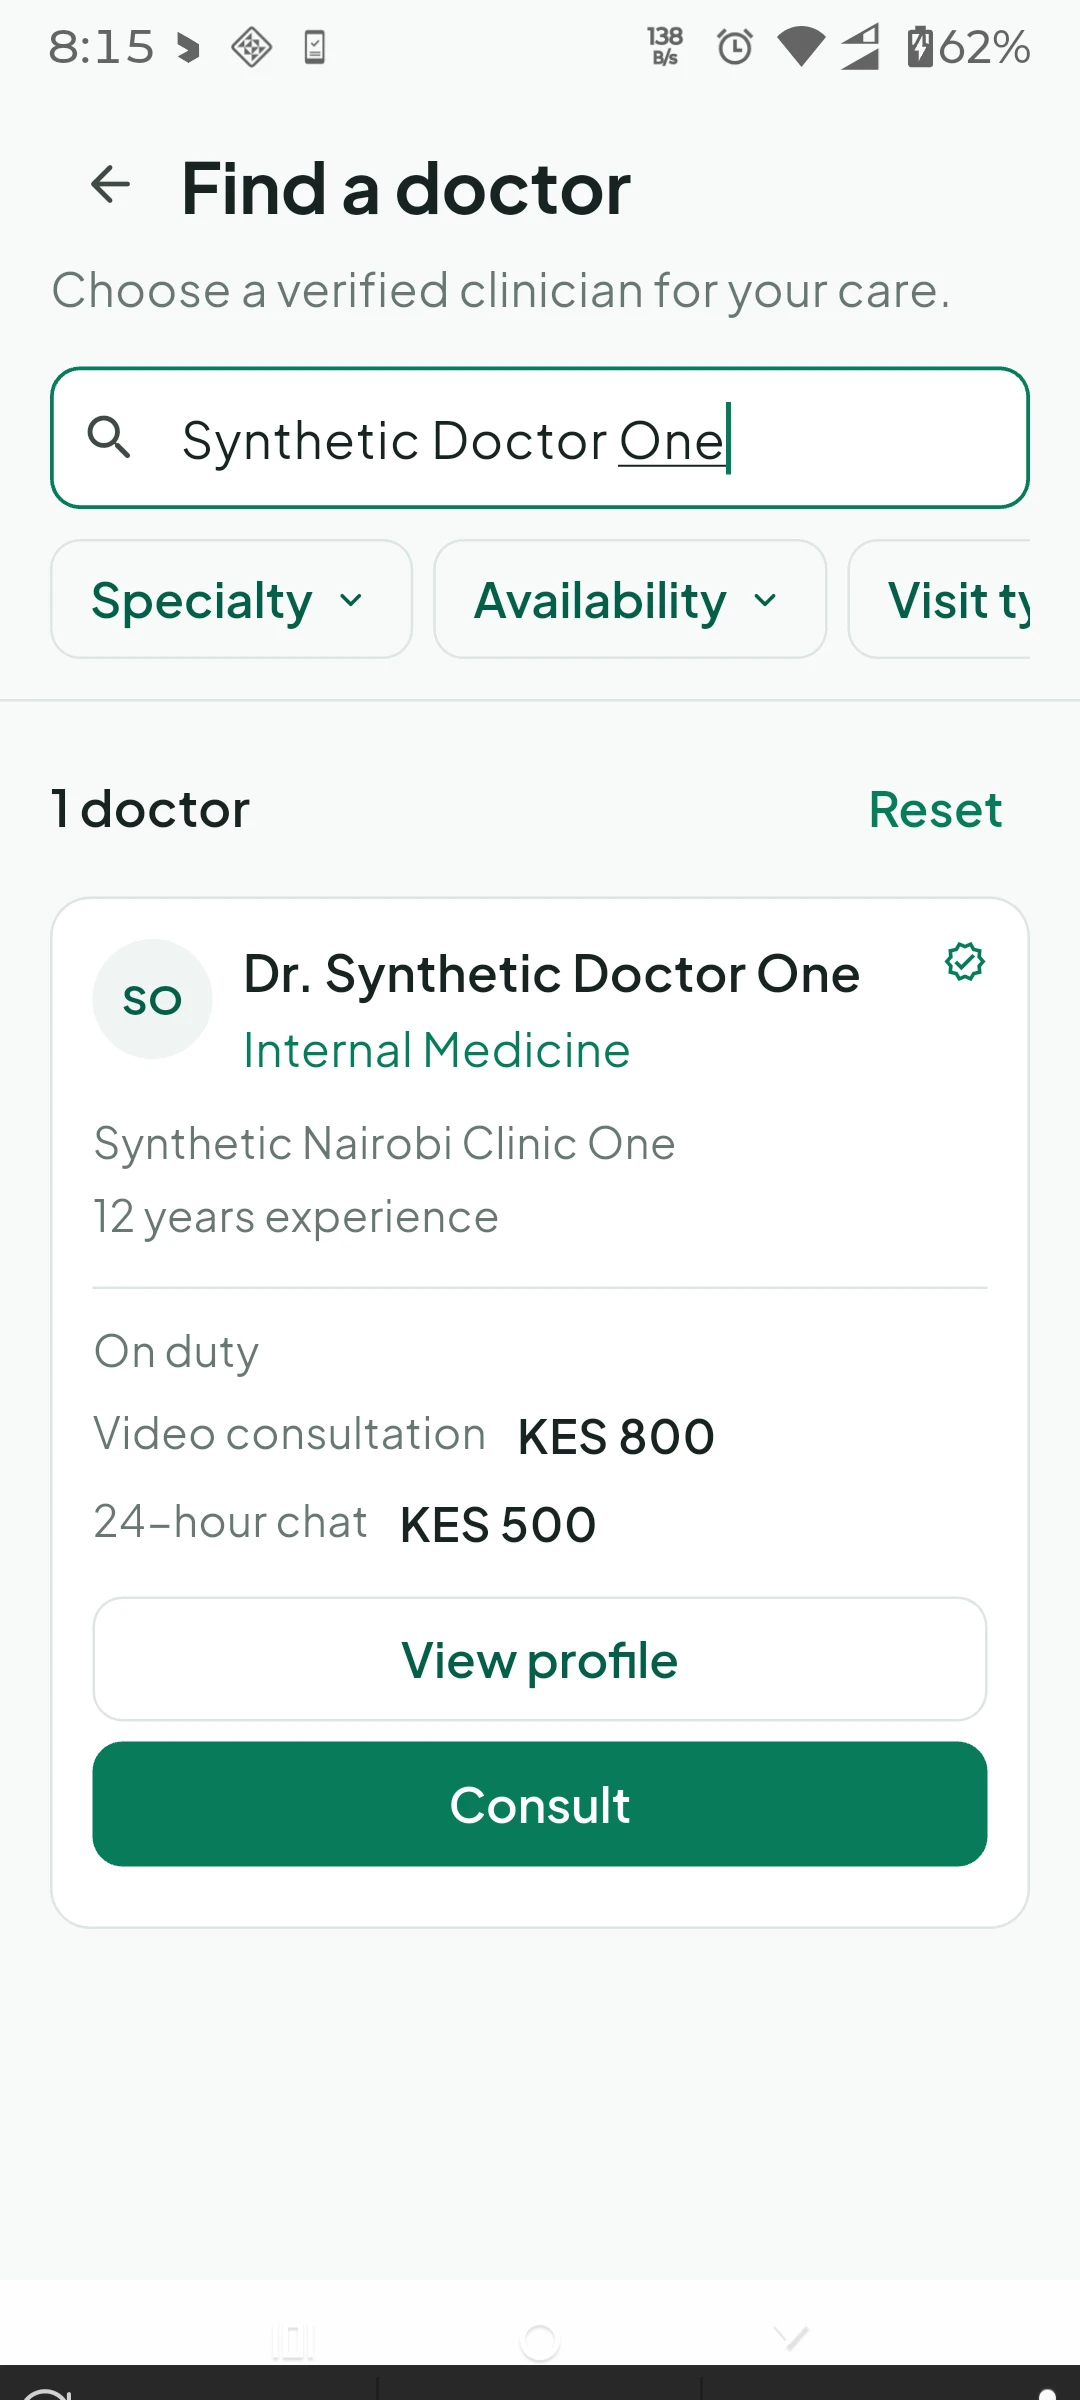 8:15
138
B/s
62%
Find a doctor
Choose a verified clinician for your care.
Synthetic Doctor One
Specialty
Availability
Visit ty
1 doctor
Reset
SO
Dr. Synthetic Doctor One
Internal Medicine
Synthetic Nairobi Clinic One
12 years experience
On duty
Video consultation KES 800
24-hour chat KES 500
View profile
Consult